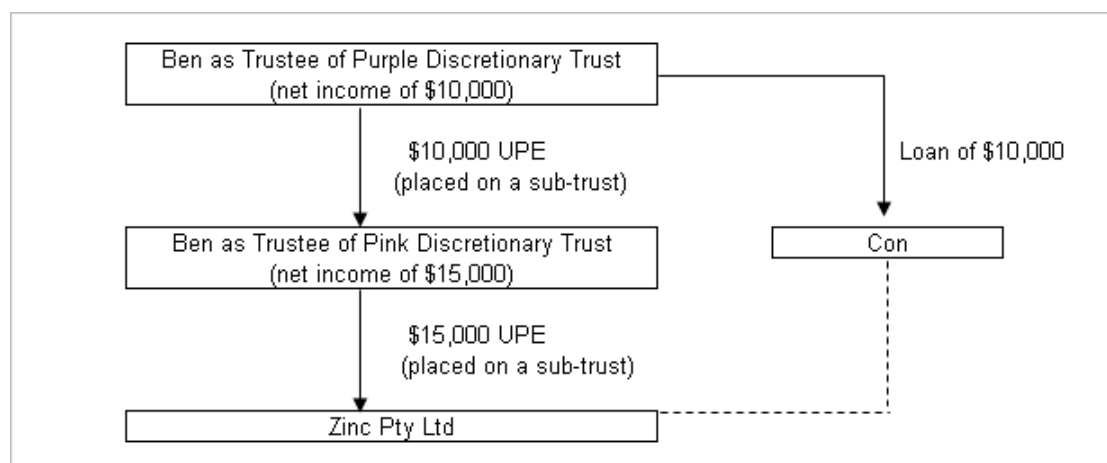 Ben as Trustee of Purple Discretionary Trust
(net income of $10,000)
$10,000 UPE
(placed on a sub-trust)
Loan of $10,000
Ben as Trustee of Pink Discretionary Trust
(net income of $15,000)
Con
$15,000 UPE
(placed on a sub-trust)
Zinc Pty Ltd